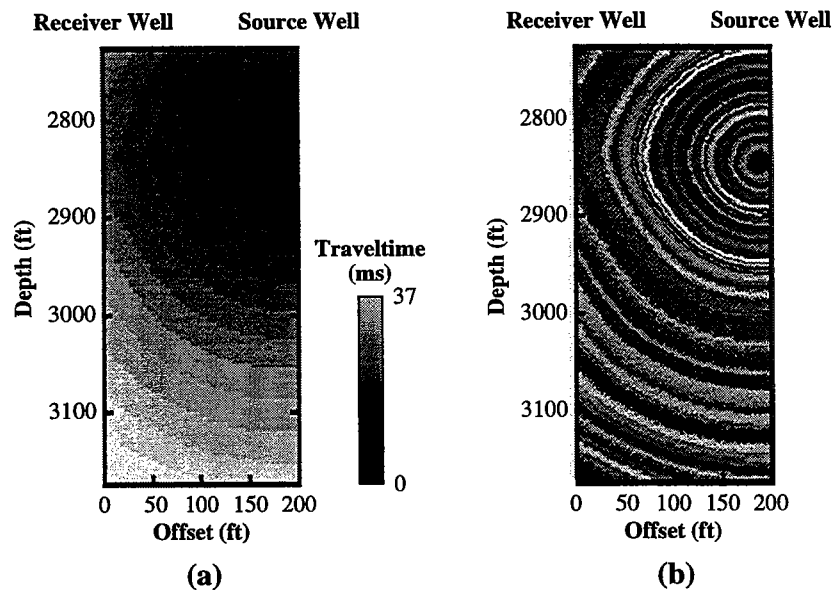 Receiver Well Source Well
Depth (ft)
2800
2900
3000
3100
0 50 100 150 200
Offset (ft)
(a)
Traveltime
(ms)
37
0
Receiver Well Source Well
Depth (ft)
2800
2900
3000
3100
0 50 100 150 200
Offset (ft)
(b)